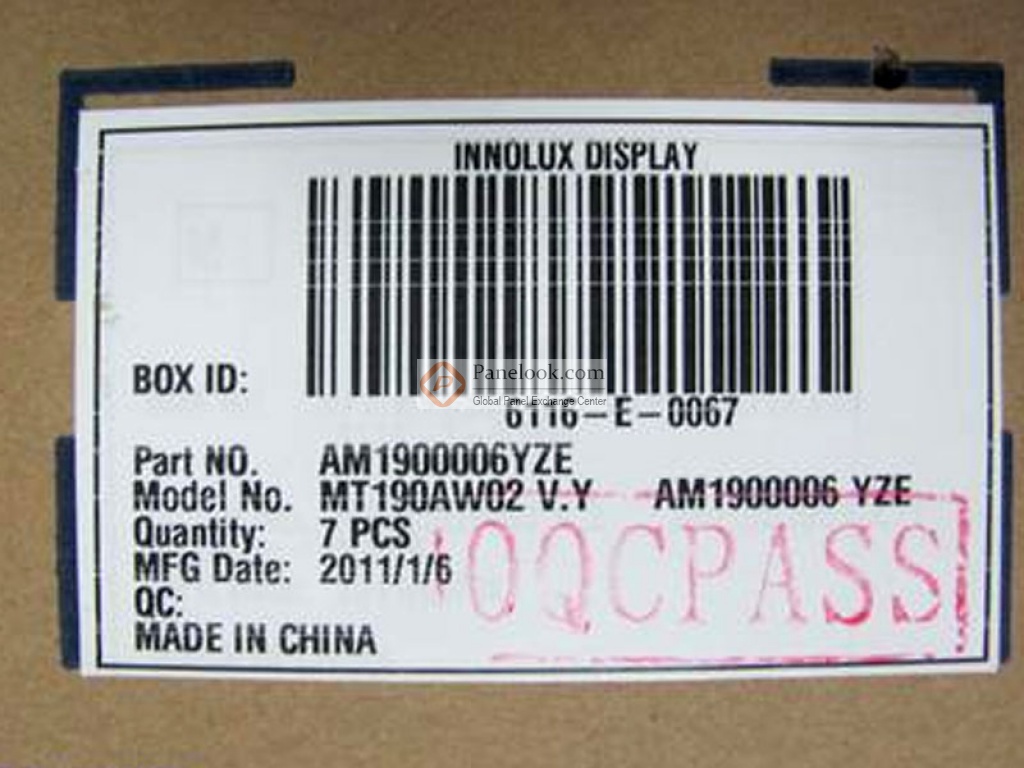 INNOLUX DISPLAY
BOX ID:
Panelook.com
Global Panel Exchange Center
6116-E-0067
Part NO. AM1900006YZE
Model No. MT190AW02 V.Y AM1900006 YZE
Quantity: 7 PCS
MFG Date: 2011/1/6
OQCPASS
QC:
MADE IN CHINA